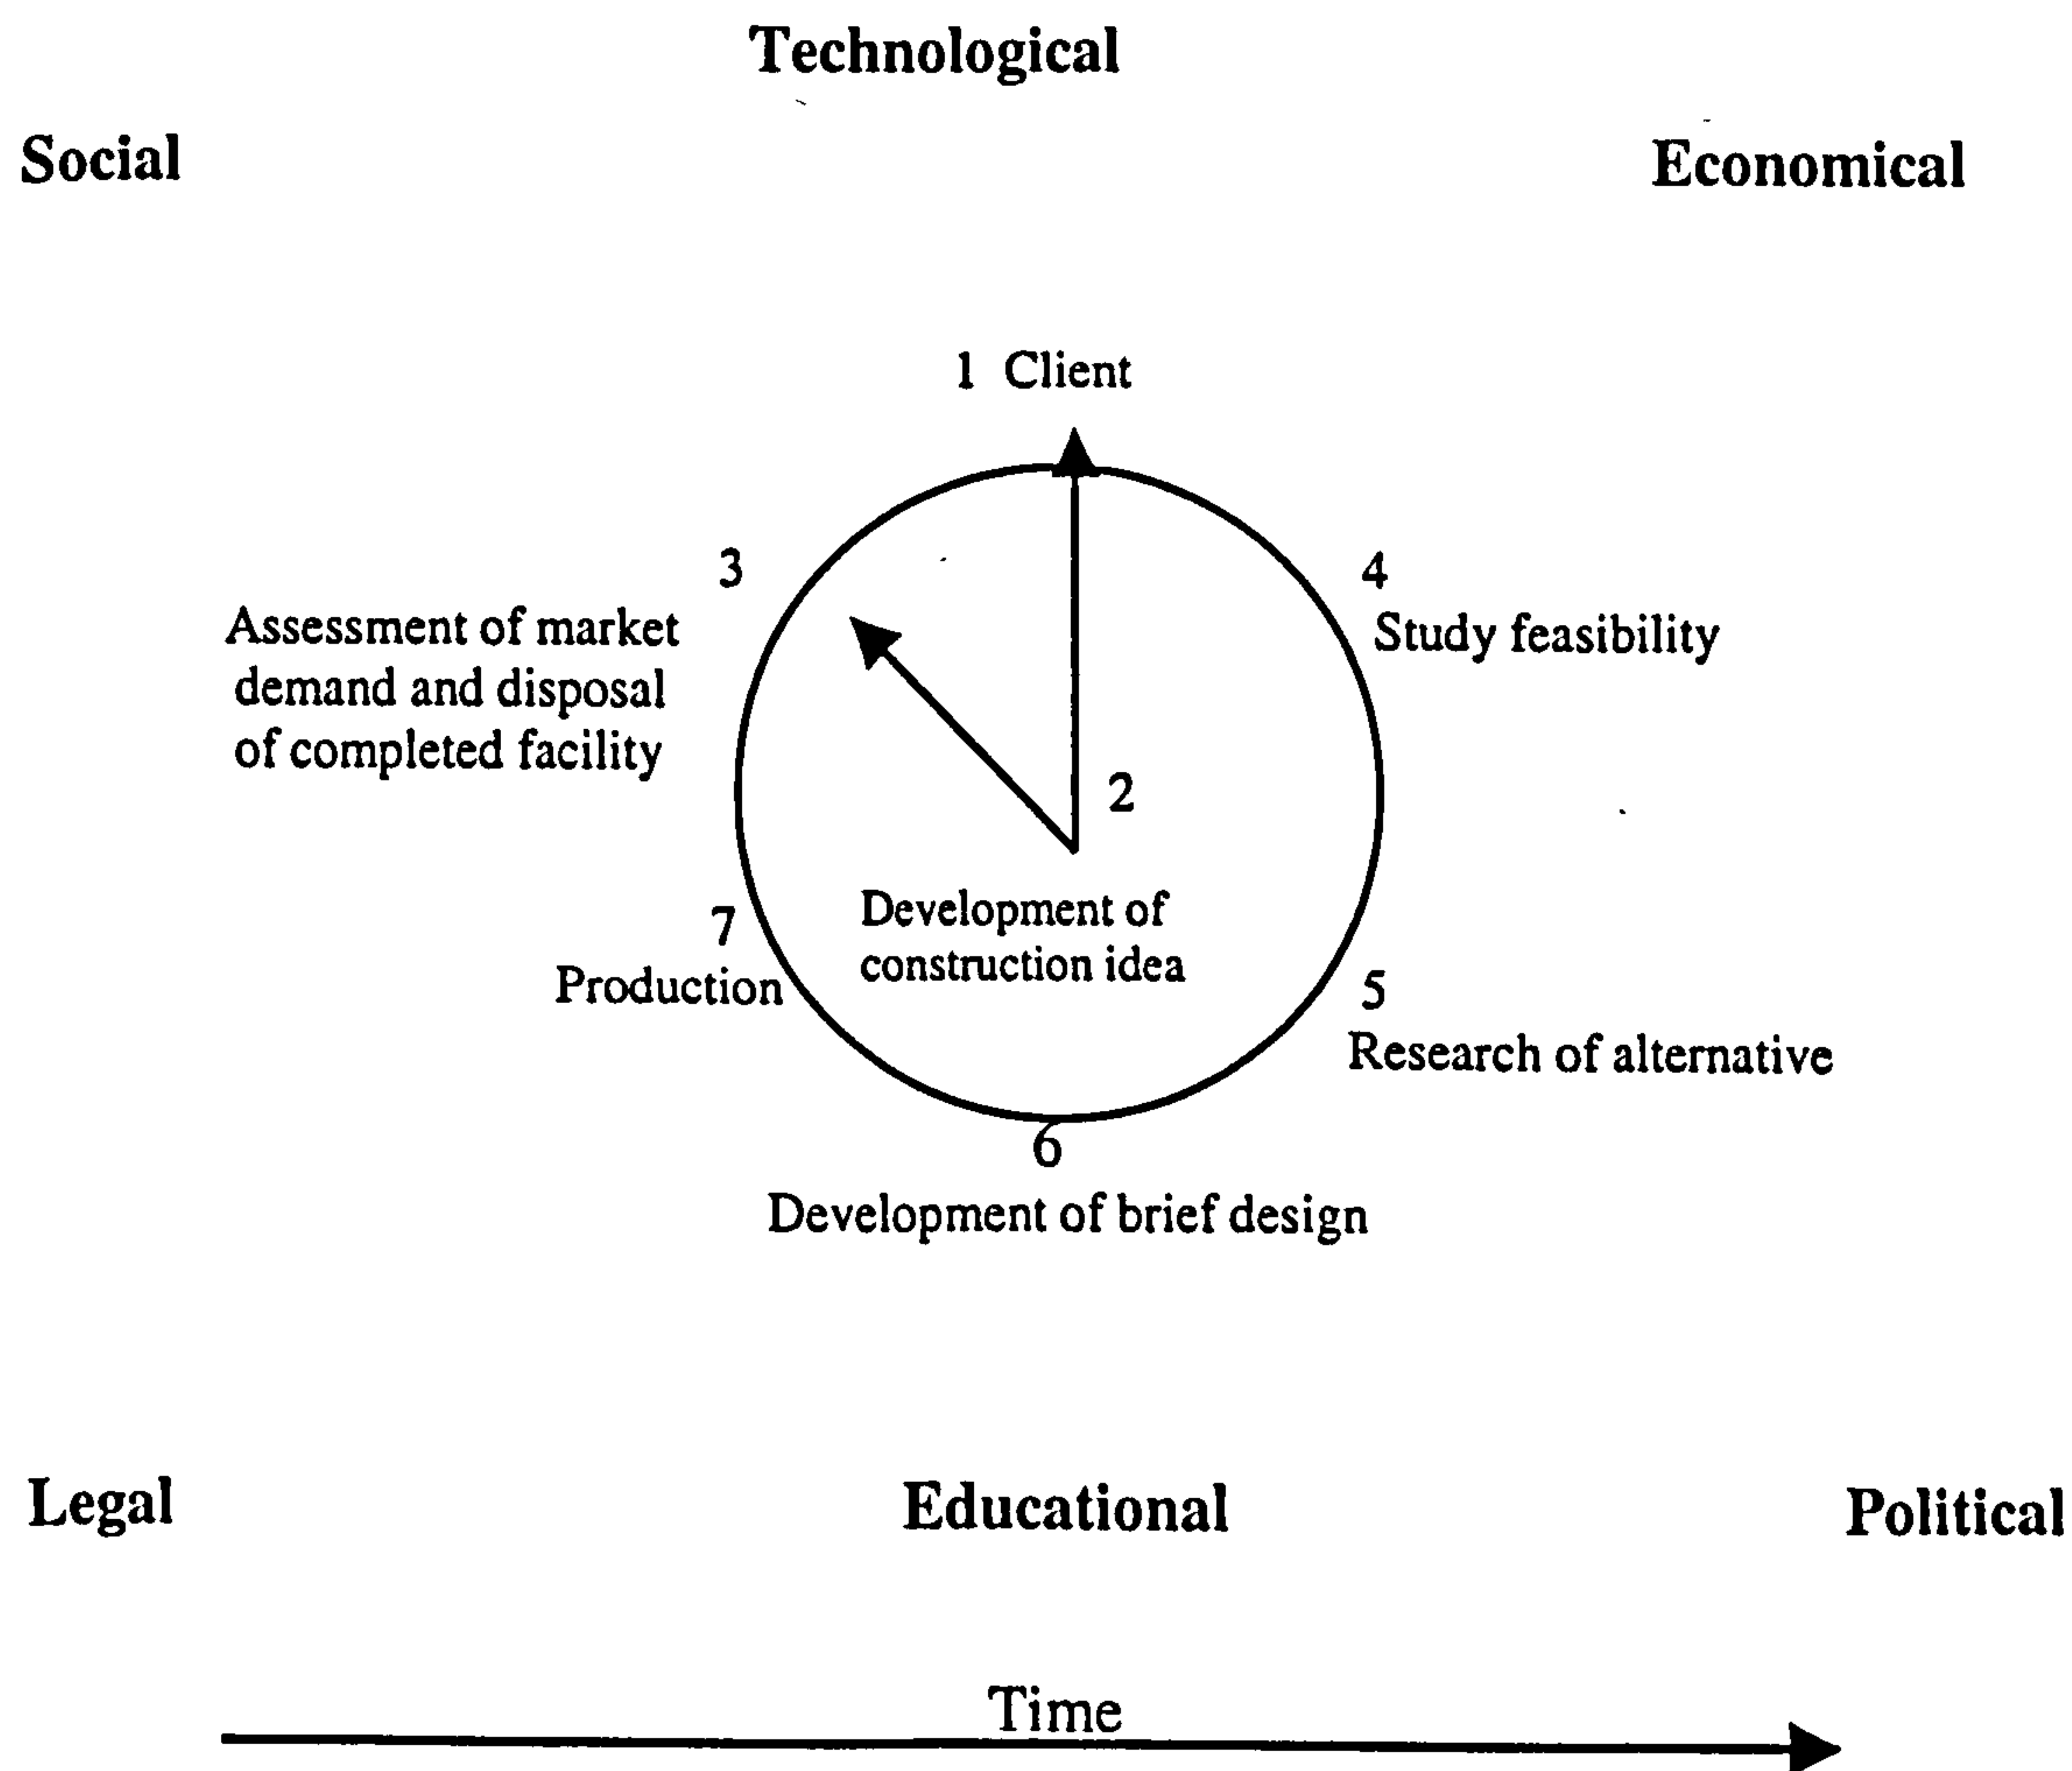 Technological
Social
Economical
1 Client
3
4
Assessment of market
demand and disposal
of completed facility
Study feasibility
2
Development of
construction idea
7
Production
5
Research of alternative
6
Development of brief design
Legal
Educational
Political
Time